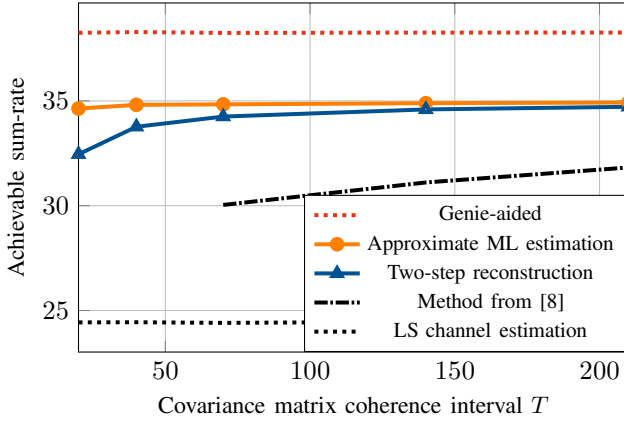 35
30
25
50
100
150
200
Achievable sum-rate
Covariance matrix coherence interval T
Genie-aided
Approximate ML estimation
Two-step reconstruction
Method from [8]
LS channel estimation